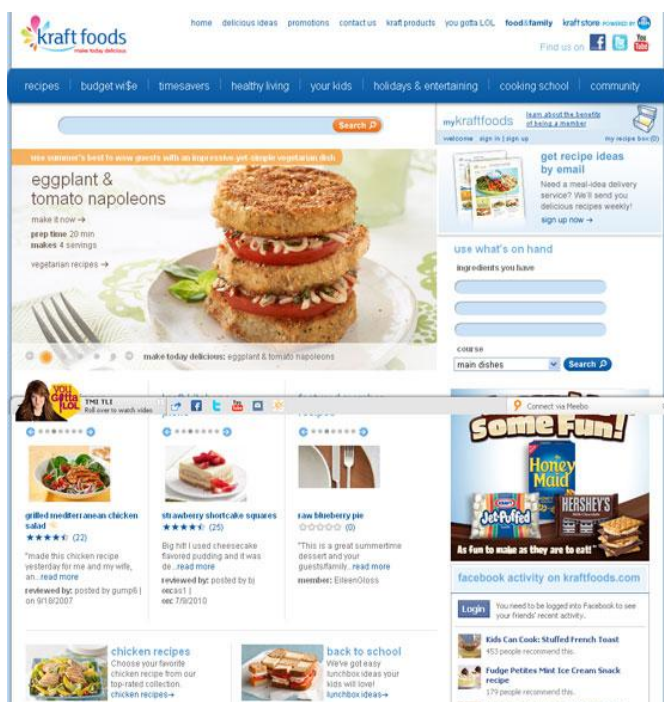 home delicious ideas promotions contact us kraft products you gotta LOL food&family kraft store POWERED BY
kraft foods
make today delicious
Find us on
recipes budget wi$e timesavers healthy living your kids holidays & entertaining cooking school community
Search
mykraftfoods learn about the benefits
of being a member
welcome sign in | sign up my recipe box (0)
use summer's best to wow guests with an impressive yet simple vegetarian dish
eggplant &
tomato napoleons
make it now →
prep time 20 min
makes 4 servings
vegetarian recipes →
make today delicious: eggplant & tomato napoleons
get recipe ideas
by email
Need a meal-idea delivery
service? We'll send you
delicious recipes weekly!
sign up now →
use what's on hand
ingredients you have
course
main dishes Search
YOU
Gotta
LOL
TMI TLI
Roll over to watch video
Connect via Meebo
recipes
grilled mediterranean chicken
salad
(22)
"made this chicken recipe
yesterday for me and my wife,
an...read more
reviewed by: posted by gump6 |
on 9/18/2007
strawberry shortcake squares
(25)
Big hit! I used cheesecake
flavored pudding and it was
de...read more
reviewed by: posted by bj
orcas1 |
on: 7/9/2010
raw blueberry pie
(0)
"This is a great summertime
dessert and your
guests/family...read more
member: EileenGloss
Some Fun!
Honey
Maid
KRAFT
Jet-Puffed
HERSHEY'S
As fun to make as they are to eat!
facebook activity on kraftfoods.com
Login You need to be logged into Facebook to see
your friends' recent activity.
Kids Can Cook: Stuffed French Toast
453 people recommend this.
Fudge Petites Mint Ice Cream Snack
recipe
179 people recommend this.
chicken recipes
Choose your favorite
chicken recipe from our
top-rated collection.
chicken recipes→
back to school
We've got easy
lunchbox ideas your
kids will love!
lunchbox ideas→